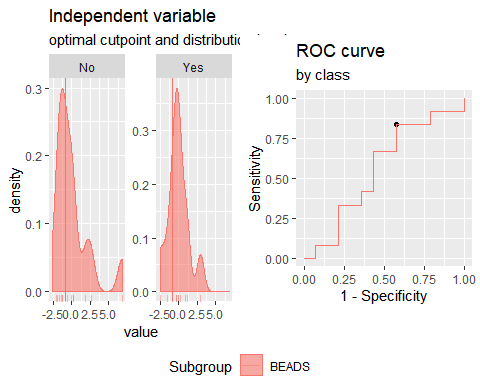 Independent variable
optimal cutpoint and distributio
No
Yes
0.3
0.2
0.1
0.0
0.3
0.2
0.1
0.0
density
-2.50.02.55.0
-2.50.02.55.0
value
ROC curve
by class
1.00
0.75
0.50
0.25
0.00
Sensitivity
0.00 0.25 0.50 0.75 1.00
1 - Specificity
Subgroup
BEADS